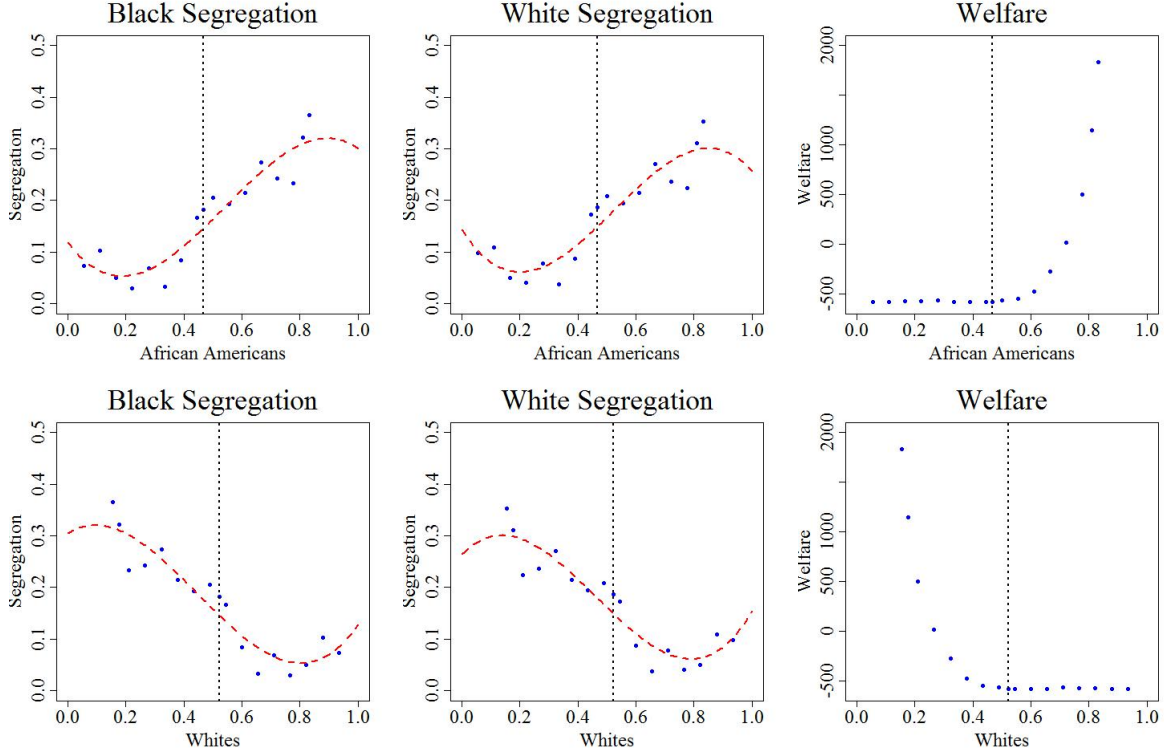 Black Segregation
Segregation
0.0 0.1 0.2 0.3 0.4 0.5
0.0 0.2 0.4 0.6 0.8 1.0
African Americans
White Segregation
Segregation
0.0 0.1 0.2 0.3 0.4 0.5
0.0 0.2 0.4 0.6 0.8 1.0
African Americans
Welfare
Welfare
-500 0 500 1000 2000
0.0 0.2 0.4 0.6 0.8 1.0
African Americans
Black Segregation
Segregation
0.0 0.1 0.2 0.3 0.4 0.5
0.0 0.2 0.4 0.6 0.8 1.0
Whites
White Segregation
Segregation
0.0 0.1 0.2 0.3 0.4 0.5
0.0 0.2 0.4 0.6 0.8 1.0
Whites
Welfare
Welfare
-500 0 500 1000 2000
0.0 0.2 0.4 0.6 0.8 1.0
Whites